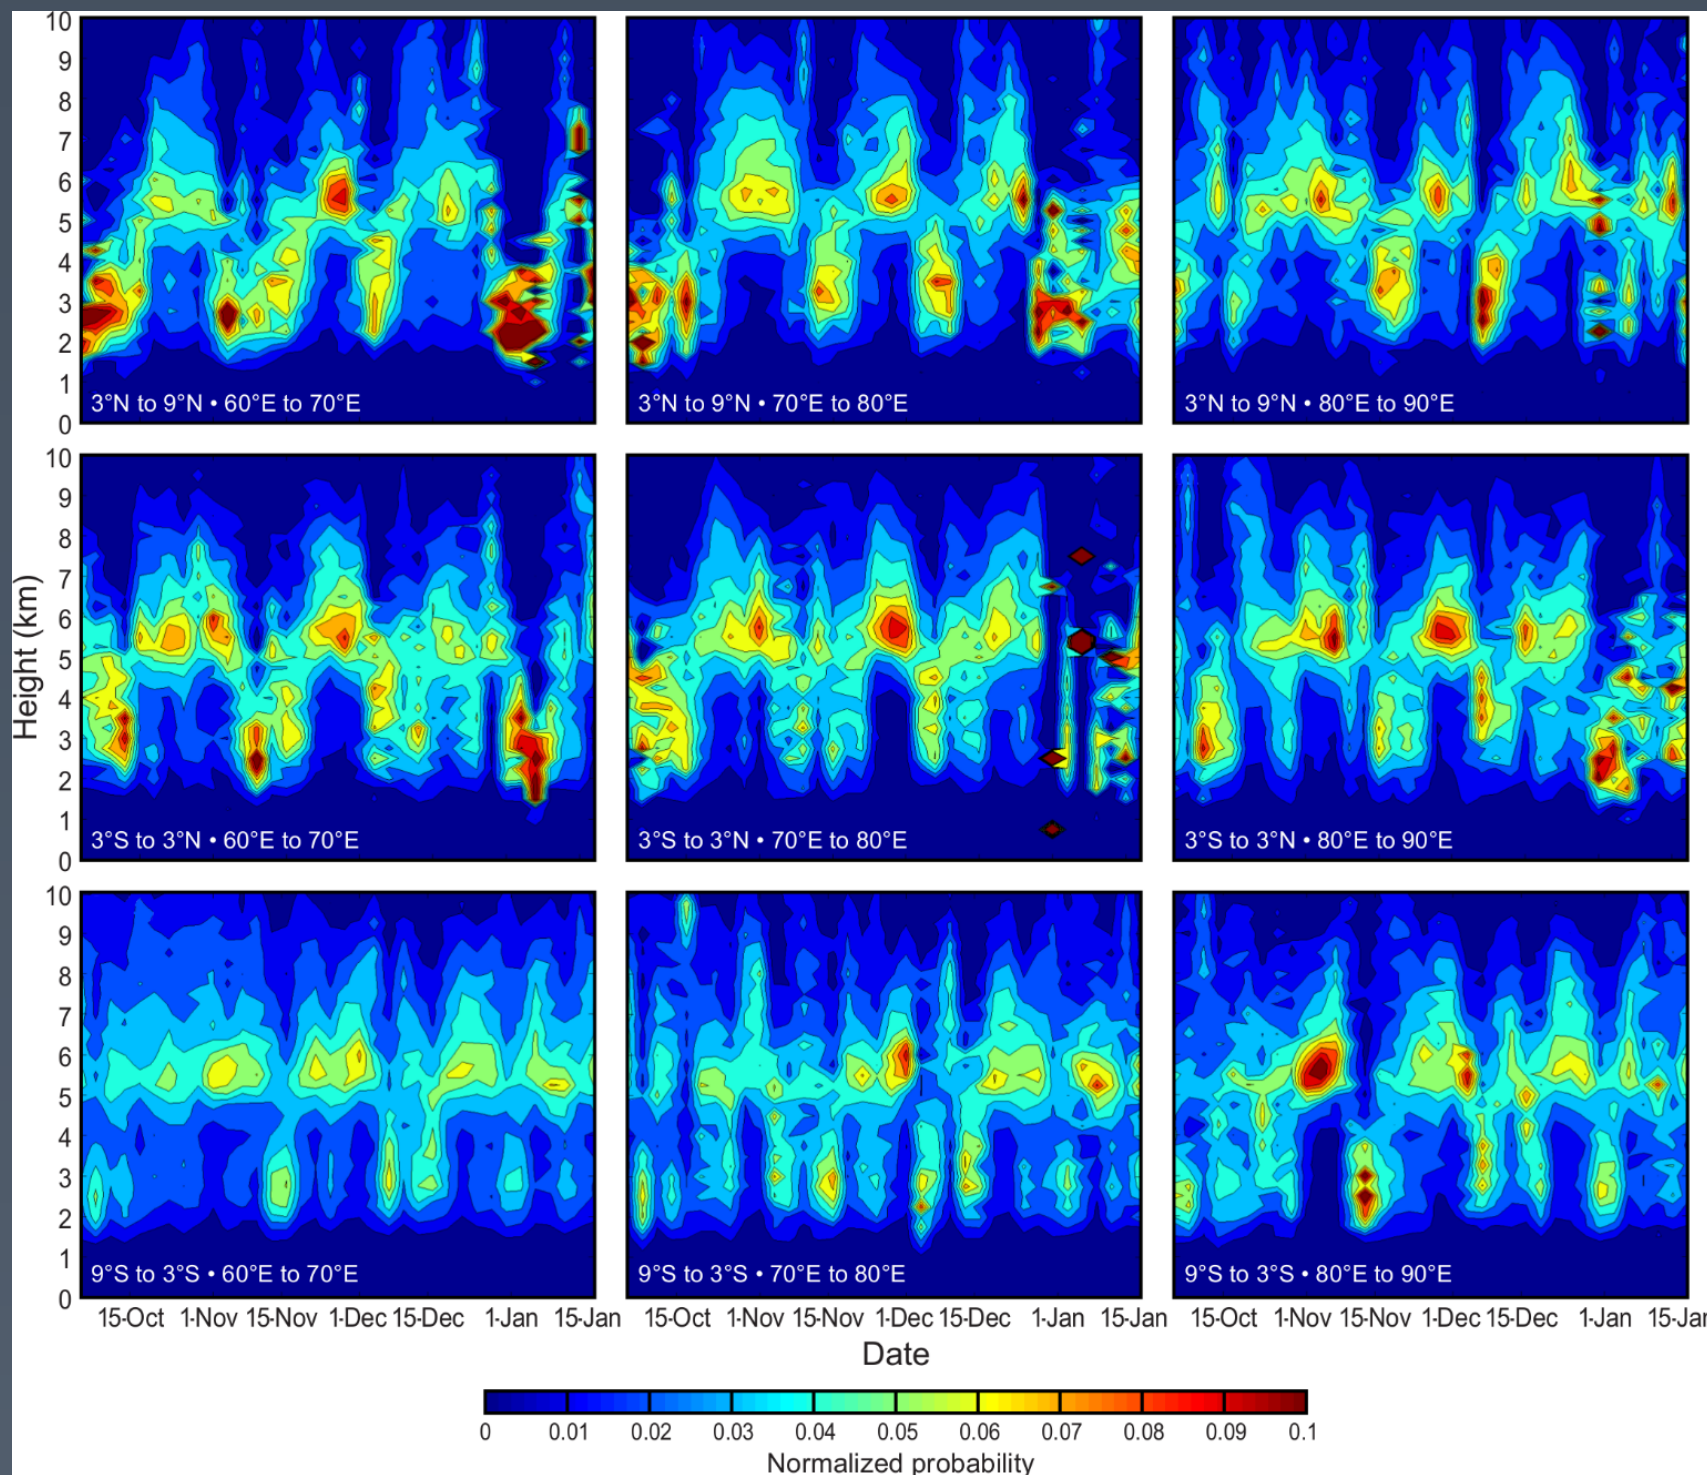 10
9
8
7
6
5
4
3
2
1
0
3°N to 9°N • 60°E to 70°E
3°N to 9°N • 70°E to 80°E
3°N to 9°N • 80°E to 90°E
10
9
8
7
6
5
4
3
2
1
0
Height (km)
3°S to 3°N • 60°E to 70°E
3°S to 3°N • 70°E to 80°E
3°S to 3°N • 80°E to 90°E
10
9
8
7
6
5
4
3
2
1
0
9°S to 3°S • 60°E to 70°E
9°S to 3°S • 70°E to 80°E
9°S to 3°S • 80°E to 90°E
15-Oct 1-Nov 15-Nov 1-Dec 15-Dec 1-Jan 15-Jan
15-Oct 1-Nov 15-Nov 1-Dec 15-Dec 1-Jan 15-Jan
15-Oct 1-Nov 15-Nov 1-Dec 15-Dec 1-Jan 15-Jan
Date
0 0.01 0.02 0.03 0.04 0.05 0.06 0.07 0.08 0.09 0.1
Normalized probability